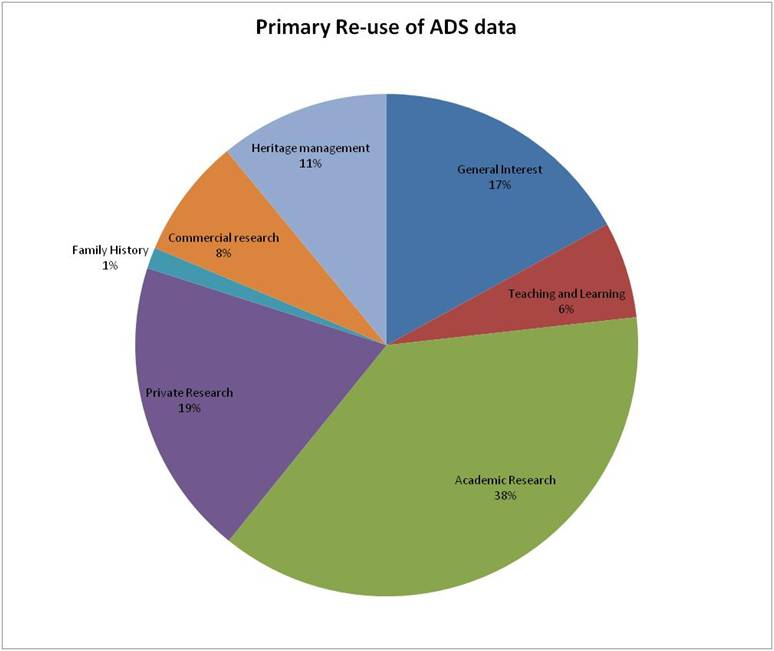 Primary Re-use of ADS data
Heritage management
11%
General Interest
17%
Commercial research
8%
Family History
1%
Teaching and Learning
6%
Private Research
19%
Academic Research
38%